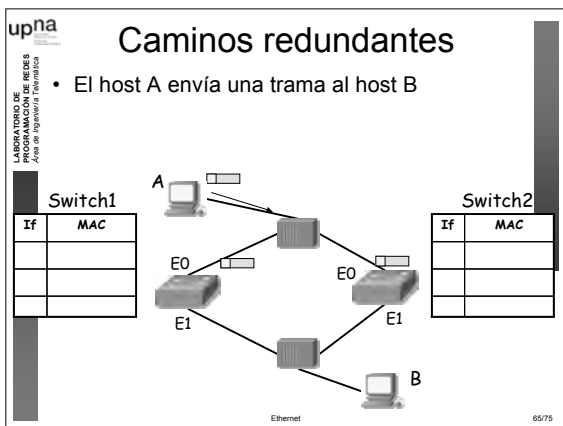 upna
Caminos redundantes
LABORATORIO DE
PROGRAMACIÓN DE REDES
Área de Ingeniería Telemática
• El host A envía una trama al host B
A
Switch1
If MAC
Switch2
If MAC
E0
E0
E1
E1
B
Ethernet
65/75